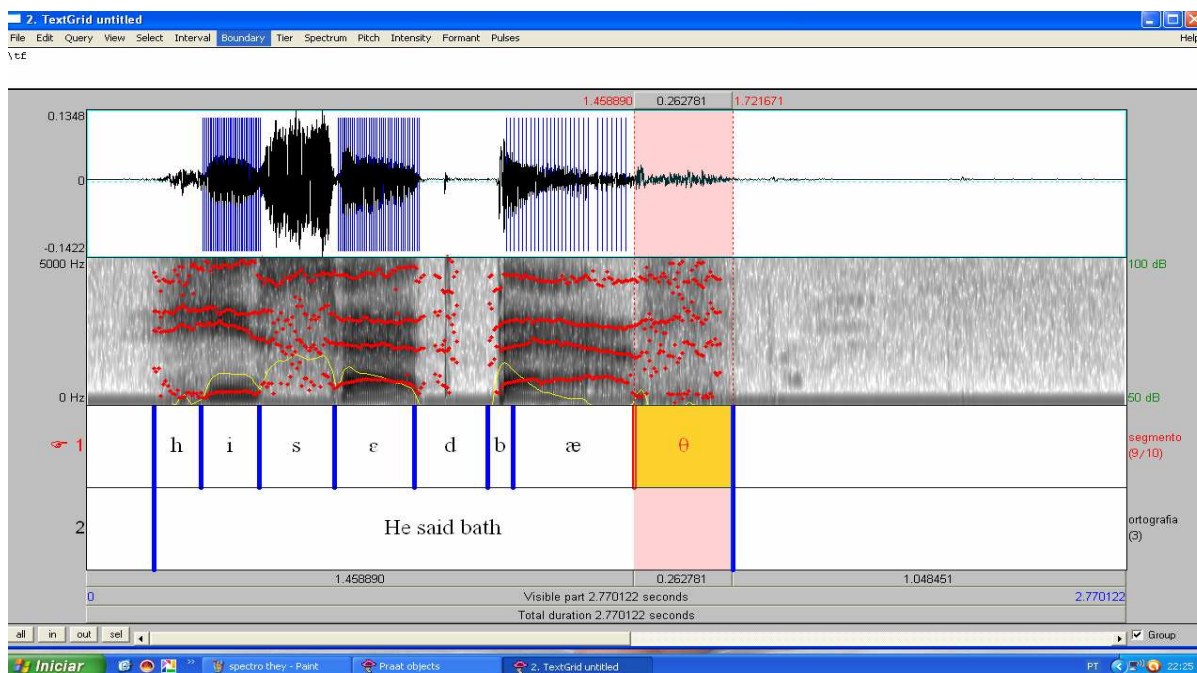 2. TextGrid untitled
File Edit Query View Select Interval Boundary Tier Spectrum Pitch Intensity Formant Pulses Help
\tf
1.458890 0.262781 1.721671
0.1348
0
-0.1422
5000 Hz 100 dB
0 Hz 50 dB
1 h i s ɛ d b æ θ segmento
(9/10)
2 He said bath ortografia
(3)
1.458890 0.262781 1.048451
0 Visible part 2.770122 seconds 2.770122
Total duration 2.770122 seconds
all in out sel Group
Iniciar spectro they - Paint Praat objects 2. TextGrid untitled PT 22:25